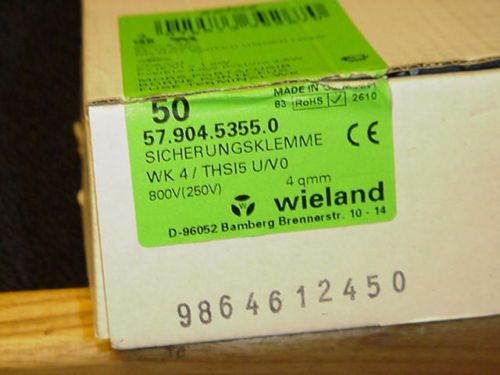 50
MADE IN GERMANY
83 RoHS ✓ 2610
57.904.5355.0
SICHERUNGSKLEMME
CE
WK 4 / THSI5 U/V0
800V(250V)
4 qmm
wieland
D-96052 Bamberg Brennerstr. 10 - 14
9864612450